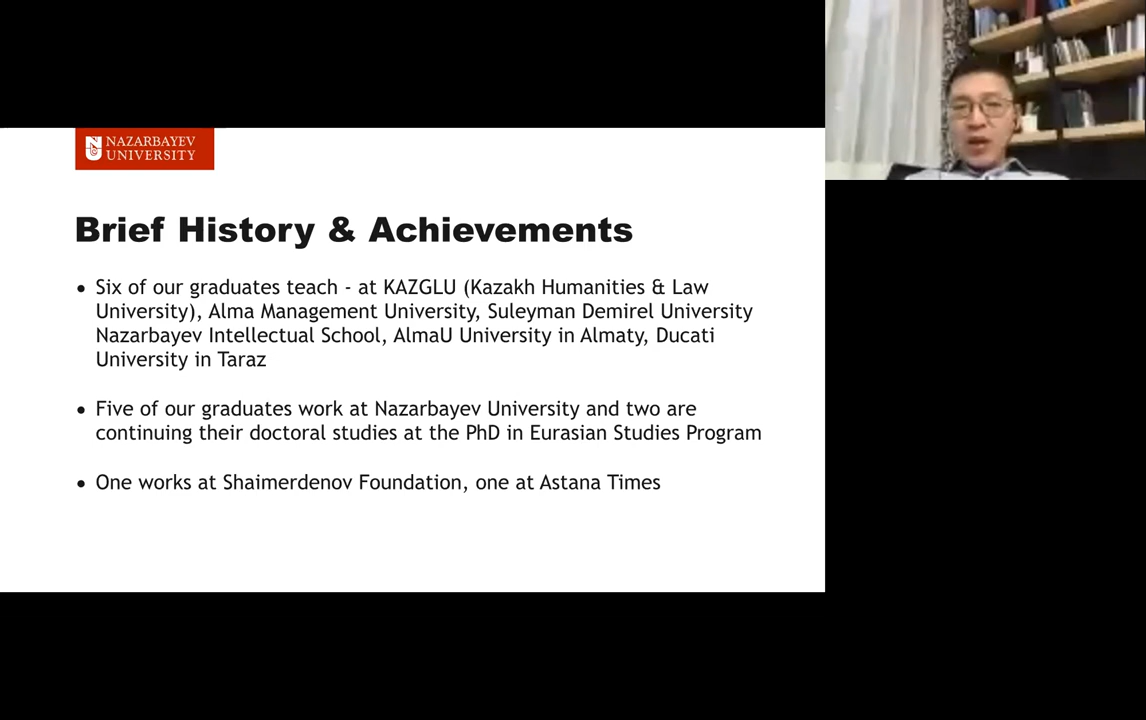 NAZARBAYEV
UNIVERSITY
Brief History & Achievements
• Six of our graduates teach - at KAZGLU (Kazakh Humanities & Law
University), Alma Management University, Suleyman Demirel University
Nazarbayev Intellectual School, AlmaU University in Almaty, Ducati
University in Taraz
• Five of our graduates work at Nazarbayev University and two are
continuing their doctoral studies at the PhD in Eurasian Studies Program
• One works at Shaimerdenov Foundation, one at Astana Times